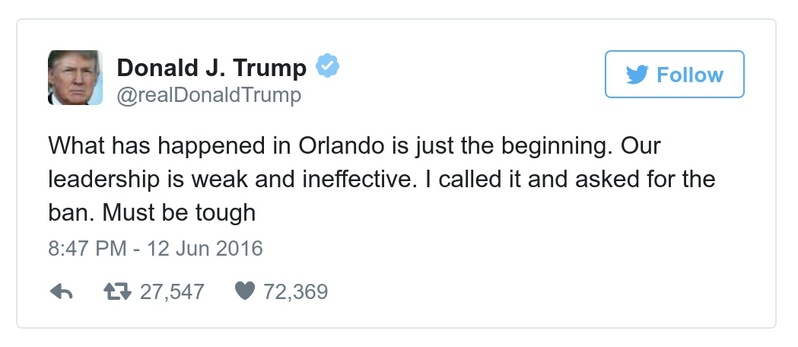 Donald J. Trump
@realDonaldTrump
Follow
What has happened in Orlando is just the beginning. Our
leadership is weak and ineffective. I called it and asked for the
ban. Must be tough
8:47 PM - 12 Jun 2016
27,547 72,369